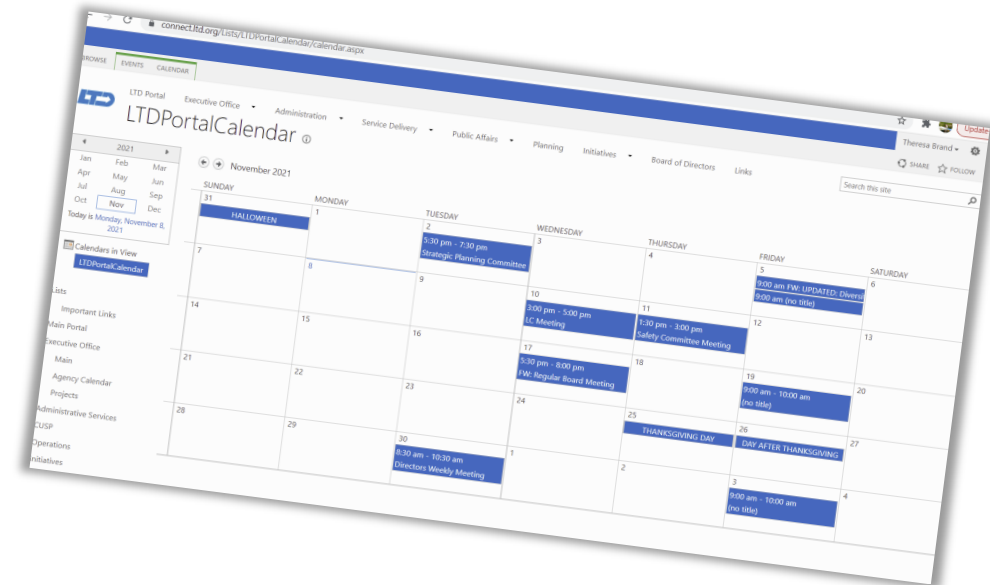 connect.ltd.org/Lists/LTDPortalCalendar/calendar.aspx
Update
BROWSE EVENTS CALENDAR
Theresa Brand
SHARE FOLLOW
LTD
LTD Portal Executive Office Administration Service Delivery Public Affairs Planning Initiatives Board of Directors Links
LTDPortalCalendar
Search this site
2021
Jan Feb Mar
Apr May Jun
Jul Aug Sep
Oct Nov Dec
Today is Monday, November 8,
2021
Calendars in View
LTDPortalCalendar
Lists
Important Links
Main Portal
Executive Office
Main
Agency Calendar
Projects
Administrative Services
CUSP
Operations
Initiatives
November 2021
SUNDAY MONDAY TUESDAY WEDNESDAY THURSDAY FRIDAY SATURDAY
31 1 2 3 4 5 6
HALLOWEEN
5:30 pm - 7:30 pm
Strategic Planning Committee
9:00 am FW: UPDATED: Diversi
9:00 am (no title)
7 8 9 10 11 12 13
3:00 pm - 5:00 pm
LC Meeting
1:30 pm - 3:00 pm
Safety Committee Meeting
14 15 16 17 18 19 20
5:30 pm - 8:00 pm
FW: Regular Board Meeting
9:00 am - 10:00 am
(no title)
21 22 23 24 25 26 27
THANKSGIVING DAY
DAY AFTER THANKSGIVING
28 29 30 1 2 3 4
8:30 am - 10:30 am
Directors Weekly Meeting
9:00 am - 10:00 am
(no title)